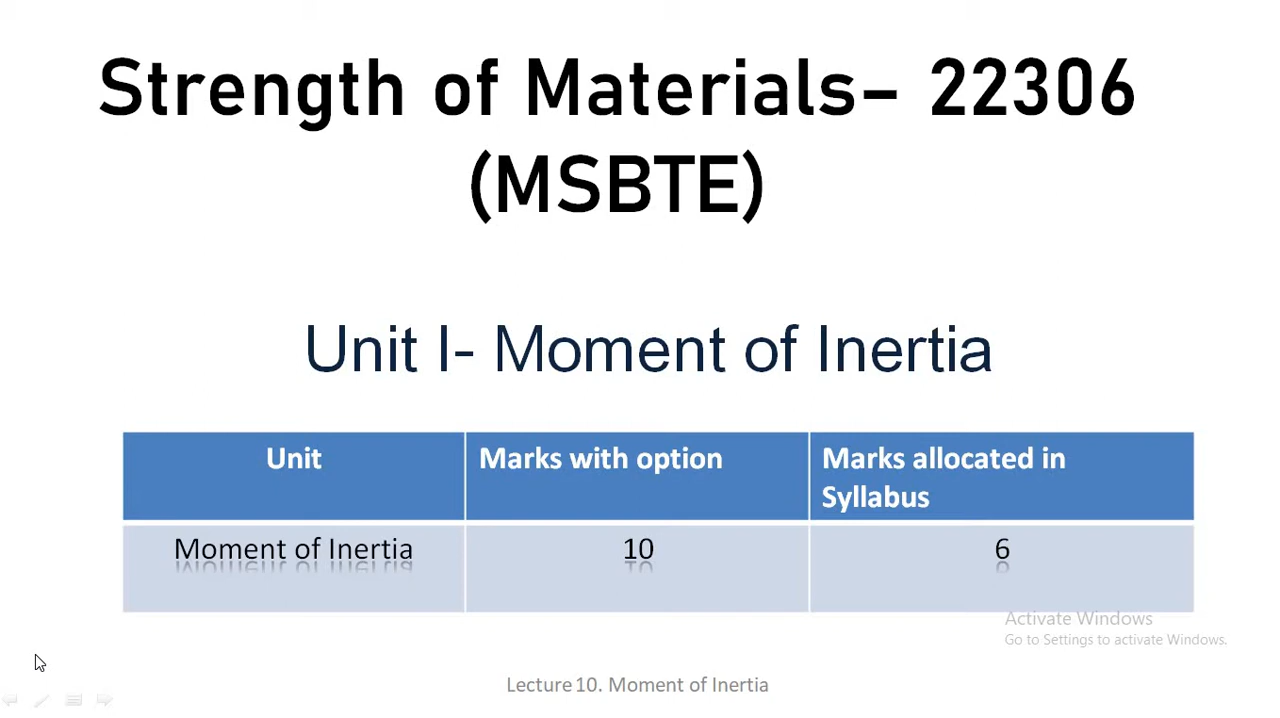 Strength of Materials– 22306
(MSBTE)
Unit I- Moment of Inertia
Unit
Marks with option
Marks allocated in
Syllabus
Moment of Inertia
10
6
Activate Windows
Go to Settings to activate Windows.
Lecture 10. Moment of Inertia